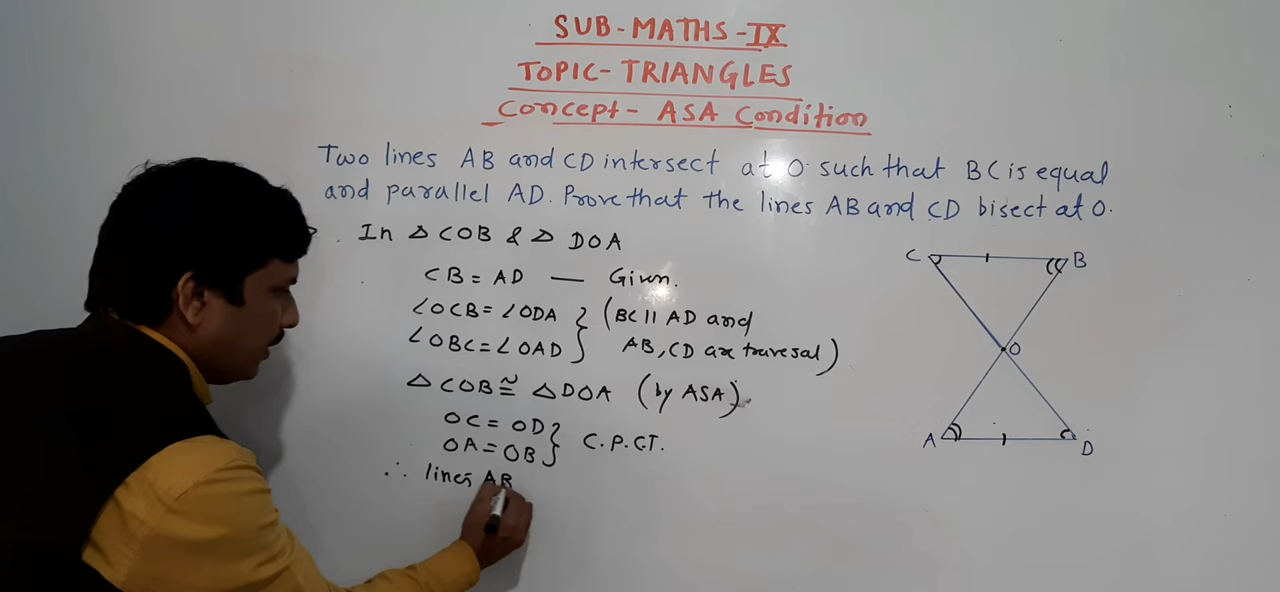 SUB-MATHS-IX
TOPIC-TRIANGLES
Concept- ASA Condition
Two lines AB and CD intersect at O such that BC is equal
and parallel AD. Prove that the lines AB and CD bisect at O.
In △ COB & △ DOA
CB = AD — Given.
∠OCB = ∠ODA } (BC || AD and
∠OBC = ∠OAD } AB, CD are travesal)
△ COB ≅ △DOA (by ASA).
OC = OD }
OA = OB } C.P.CT.
∴ lines AB
C
B
O
A
D